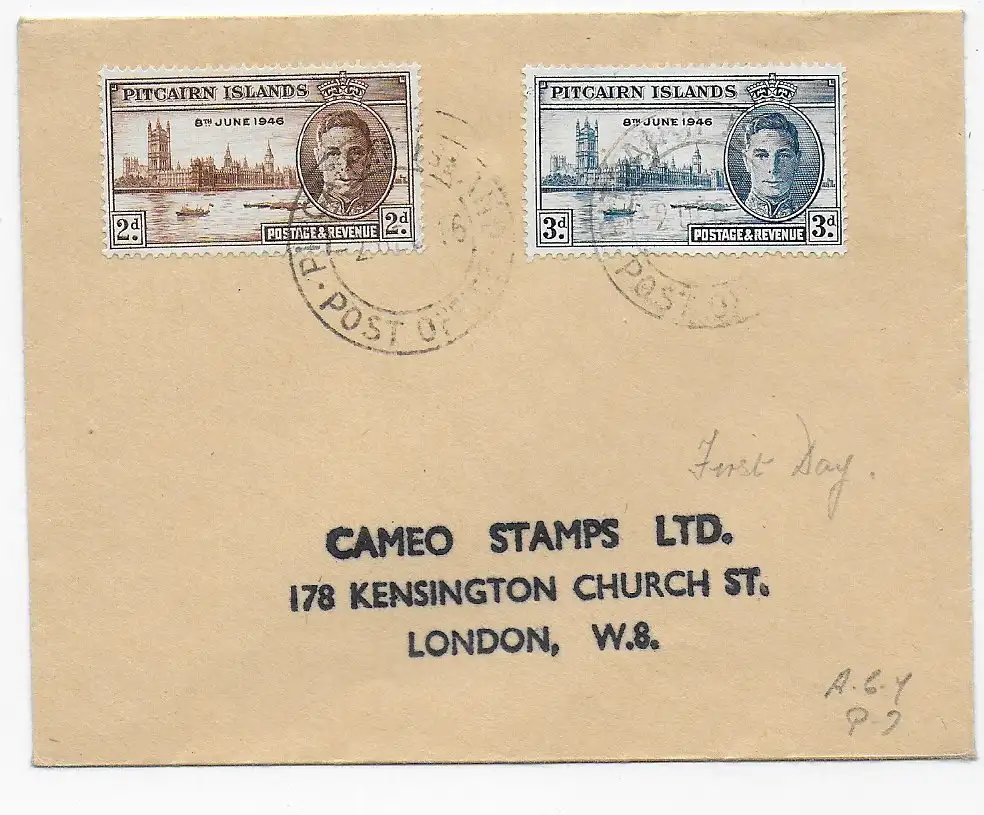 PITCAIRN ISLANDS
8TH JUNE 1946
2d. 2d.
POSTAGE & REVENUE
PITCAIRN ISLANDS
8TH JUNE 1946
3d 3d.
POSTAGE & REVENUE
POST
POST
First Day.
CAMEO STAMPS LTD.
178 KENSINGTON CHURCH ST.
LONDON, W.8.